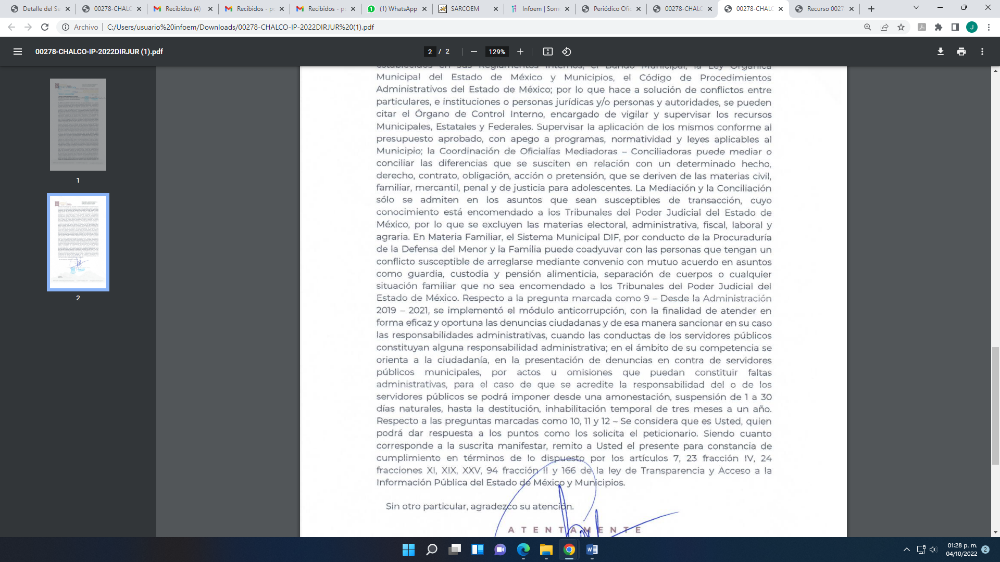 Detalle del Se
00278-CHALC
Recibidos (4)
Recibidos - po
Recibidos - po
(1) WhatsApp
SARCOEM
Infoem | Som
Periódico Ofic
00278-CHALC
00278-CHALC
Recurso 0027
Archivo
C:/Users/usuario%20infoem/Downloads/00278-CHALCO-IP-2022DIRJUR%20(1).pdf
J
00278-CHALCO-IP-2022DIRJUR (1).pdf
2 / 2
129%
1
2
establecidos en sus Reglamentos Internos, el Bando Municipal, la Ley Orgánica
Municipal del Estado de México y Municipios, el Código de Procedimientos
Administrativos del Estado de México; por lo que hace a solución de conflictos entre
particulares, e instituciones o personas jurídicas y/o personas y autoridades, se pueden
citar el Órgano de Control Interno, encargado de vigilar y supervisar los recursos
Municipales, Estatales y Federales. Supervisar la aplicación de los mismos conforme al
presupuesto aprobado, con apego a programas, normatividad y leyes aplicables al
Municipio; la Coordinación de Oficialías Mediadoras – Conciliadoras puede mediar o
conciliar las diferencias que se susciten en relación con un determinado hecho,
derecho, contrato, obligación, acción o pretensión, que se deriven de las materias civil,
familiar, mercantil, penal y de justicia para adolescentes. La Mediación y la Conciliación
sólo se admiten en los asuntos que sean susceptibles de transacción, cuyo
conocimiento está encomendado a los Tribunales del Poder Judicial del Estado de
México, por lo que se excluyen las materias electoral, administrativa, fiscal, laboral y
agraria. En Materia Familiar, el Sistema Municipal DIF, por conducto de la Procuraduría
de la Defensa del Menor y la Familia puede coadyuvar con las personas que tengan un
conflicto susceptible de arreglarse mediante convenio con mutuo acuerdo en asuntos
como guardia, custodia y pensión alimenticia, separación de cuerpos o cualquier
situación familiar que no sea encomendado a los Tribunales del Poder Judicial del
Estado de México. Respecto a la pregunta marcada como 9 – Desde la Administración
2019 – 2021, se implementó el módulo anticorrupción, con la finalidad de atender en
forma eficaz y oportuna las denuncias ciudadanas y de esa manera sancionar en su caso
las responsabilidades administrativas, cuando las conductas de los servidores públicos
constituyan alguna responsabilidad administrativa; en el ámbito de su competencia se
orienta a la ciudadanía, en la presentación de denuncias en contra de servidores
públicos municipales, por actos u omisiones que puedan constituir faltas
administrativas, para el caso de que se acredite la responsabilidad del o de los
servidores públicos se podrá imponer desde una amonestación, suspensión de 1 a 30
días naturales, hasta la destitución, inhabilitación temporal de tres meses a un año.
Respecto a las preguntas marcadas como 10, 11 y 12 – Se considera que es Usted, quien
podrá dar respuesta a los puntos como los solicita el peticionario. Siendo cuanto
corresponde a la suscrita manifestar, remito a Usted el presente para constancia de
cumplimiento en términos de lo dispuesto por los artículos 7, 23 fracción IV, 24
fracciones XI, XIX, XXV, 94 fracción II y 166 de la ley de Transparencia y Acceso a la
Información Pública del Estado de México y Municipios.
Sin otro particular, agradezco su atención.
ATENTAMENTE
01:28 p. m.
04/10/2022
2